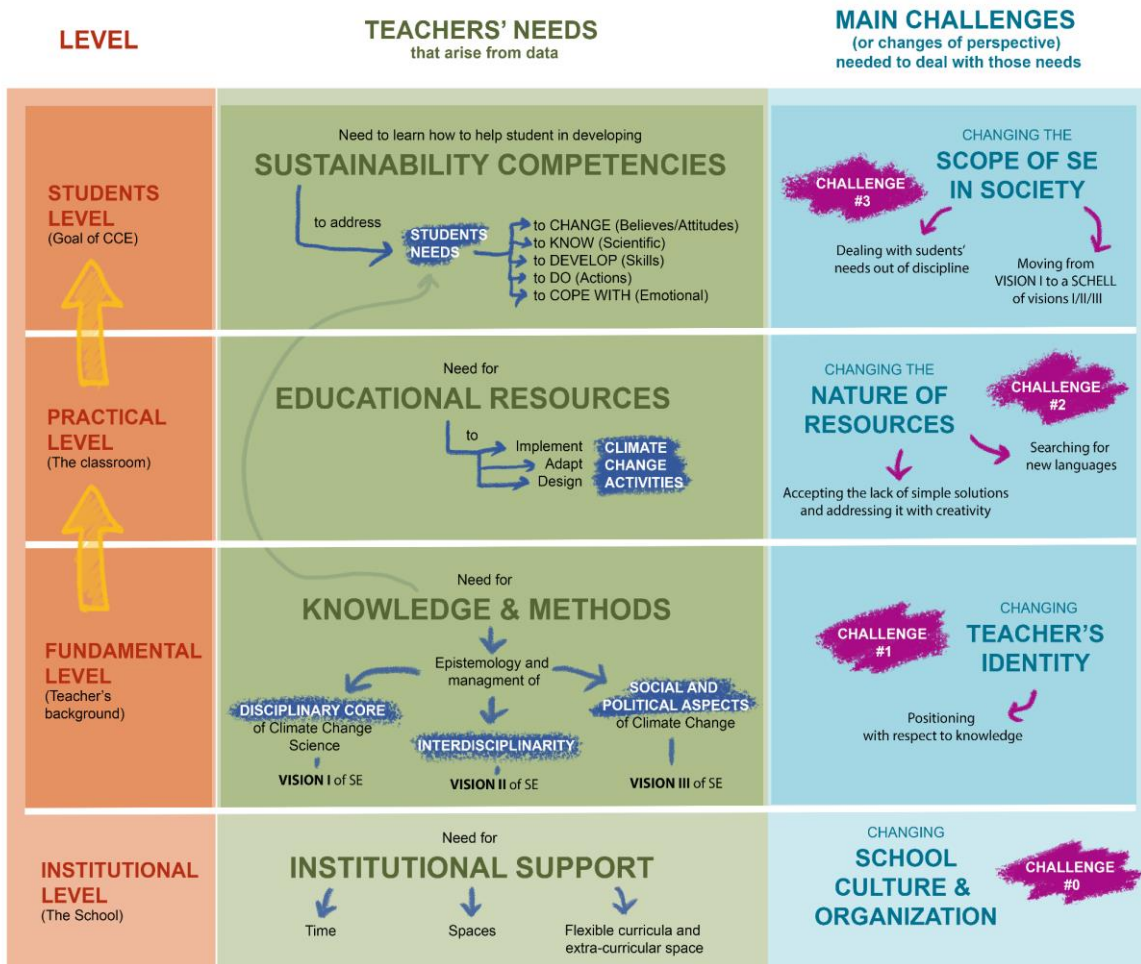 LEVEL
TEACHERS' NEEDS
that arise from data
MAIN CHALLENGES
(or changes of perspective)
needed to deal with those needs
STUDENTS
LEVEL
(Goal of CCE)
Need to learn how to help student in developing
SUSTAINABILITY COMPETENCIES
to address
STUDENTS
NEEDS
to CHANGE (Believes/Attitudes)
to KNOW (Scientific)
to DEVELOP (Skills)
to DO (Actions)
to COPE WITH (Emotional)
CHANGING THE
SCOPE OF SE
IN SOCIETY
CHALLENGE
#3
Dealing with sudents'
needs out of discipline
Moving from
VISION I to a SCHELL
of visions I/II/III
PRACTICAL
LEVEL
(The classroom)
Need for
EDUCATIONAL RESOURCES
to
Implement
Adapt
Design
CLIMATE
CHANGE
ACTIVITIES
CHANGING THE
NATURE OF
RESOURCES
CHALLENGE
#2
Searching for
new languages
Accepting the lack of simple solutions
and addressing it with creativity
FUNDAMENTAL
LEVEL
(Teacher's
background)
Need for
KNOWLEDGE & METHODS
Epistemology and
managment of
DISCIPLINARY CORE
of Climate Change
Science
VISION I of SE
INTERDISCIPLINARITY
VISION II of SE
SOCIAL AND
POLITICAL ASPECTS
of Climate Change
VISION III of SE
CHANGING
TEACHER'S
IDENTITY
CHALLENGE
#1
Positioning
with respect to knowledge
INSTITUTIONAL
LEVEL
(The School)
Need for
INSTITUTIONAL SUPPORT
Time
Spaces
Flexible curricula and
extra-curricular space
CHANGING
SCHOOL
CULTURE &
ORGANIZATION
CHALLENGE
#0